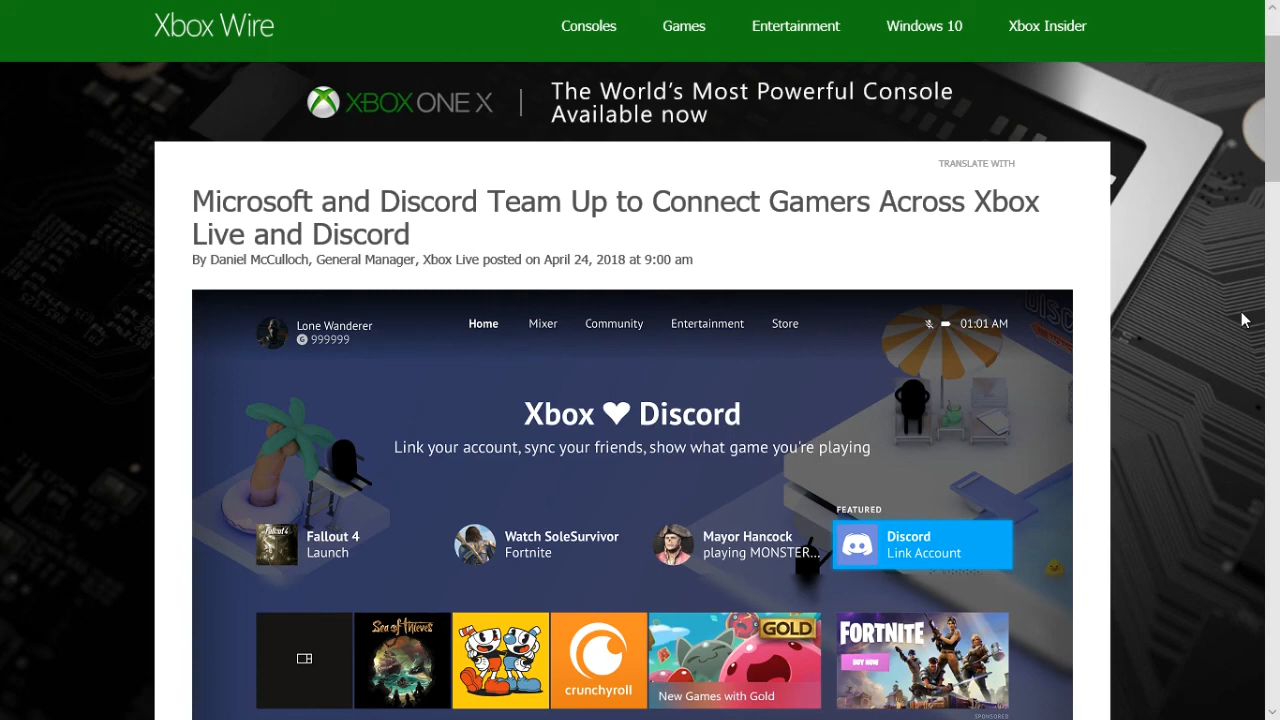 Xbox Wire
Consoles Games Entertainment Windows 10 Xbox Insider
XBOX ONE X | The World's Most Powerful Console
Available now
TRANSLATE WITH
Microsoft and Discord Team Up to Connect Gamers Across Xbox
Live and Discord
By Daniel McCulloch, General Manager, Xbox Live posted on April 24, 2018 at 9:00 am
Lone Wanderer
G 999999
Home Mixer Community Entertainment Store
01:01 AM
Xbox ♥ Discord
Link your account, sync your friends, show what game you're playing
FEATURED
Fallout 4
Launch
Watch SoleSurvivor
Fortnite
Mayor Hancock
playing MONSTER...
Discord
Link Account
Sea of Thieves
crunchyroll
GOLD
New Games with Gold
FORTNITE
BUY NOW
SPONSORED